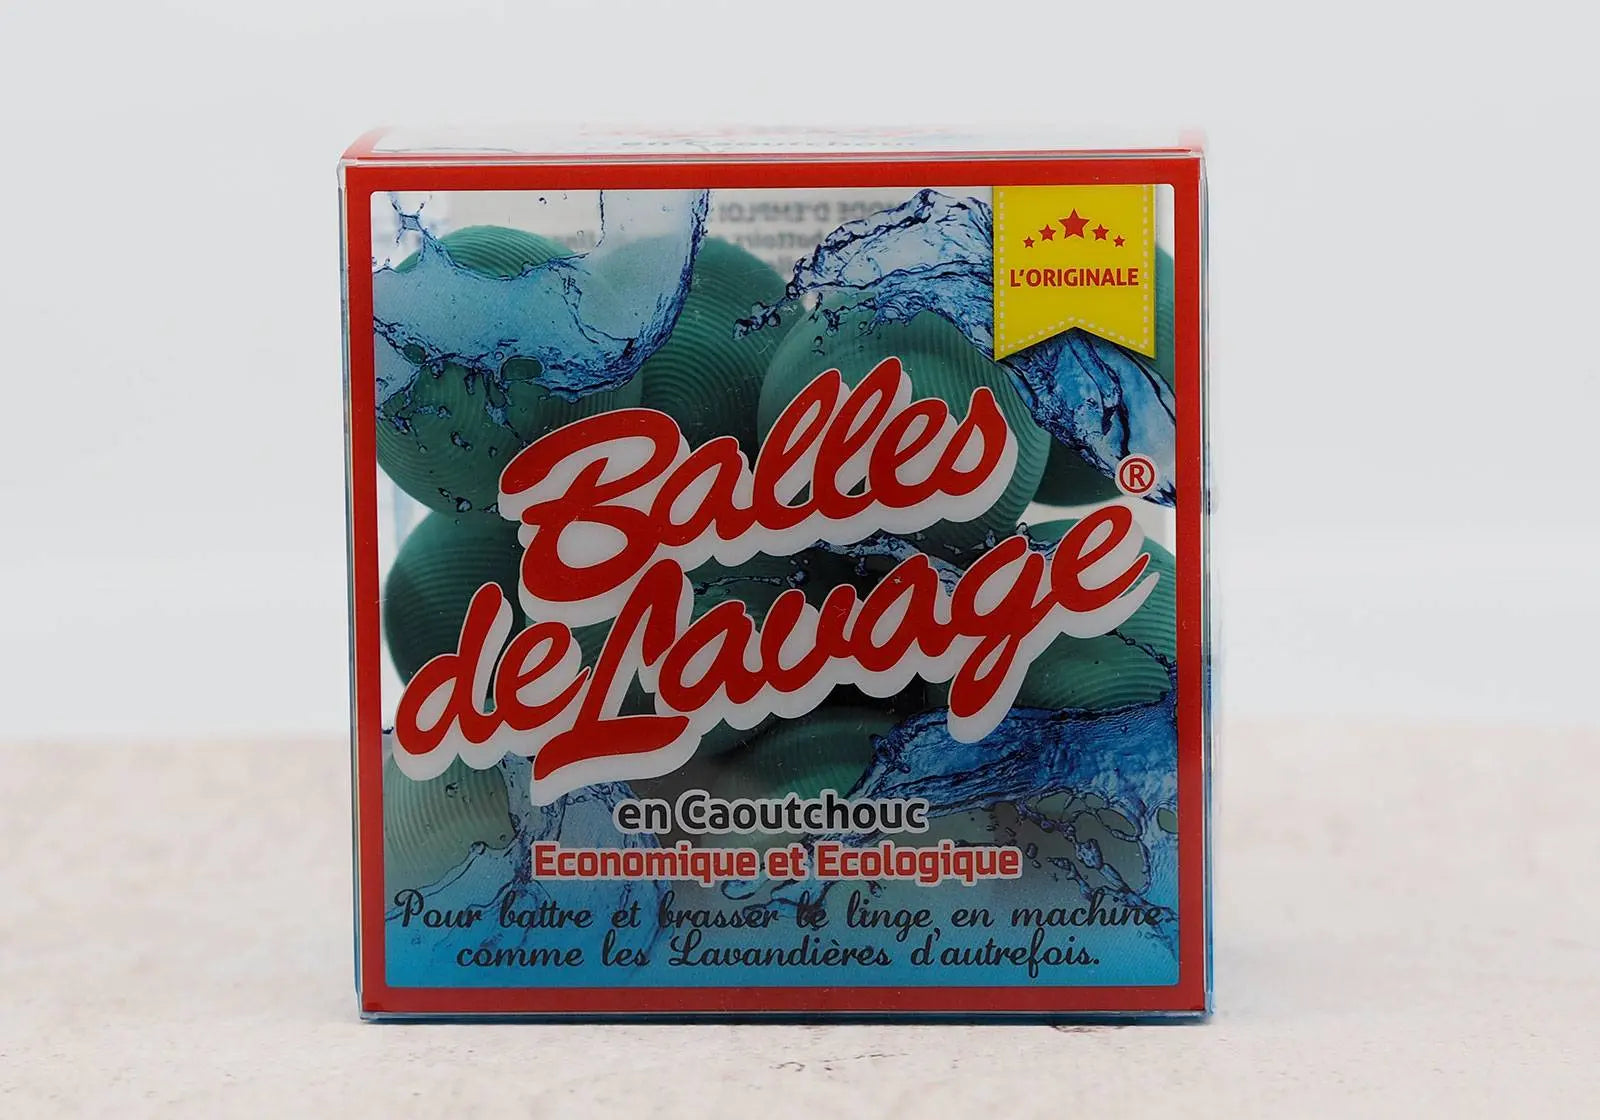 L'ORIGINALE
Balles
de Lavage ®
en Caoutchouc
Economique et Ecologique
Pour battre et brasser le linge en machine
comme les Lavandières d'autrefois.